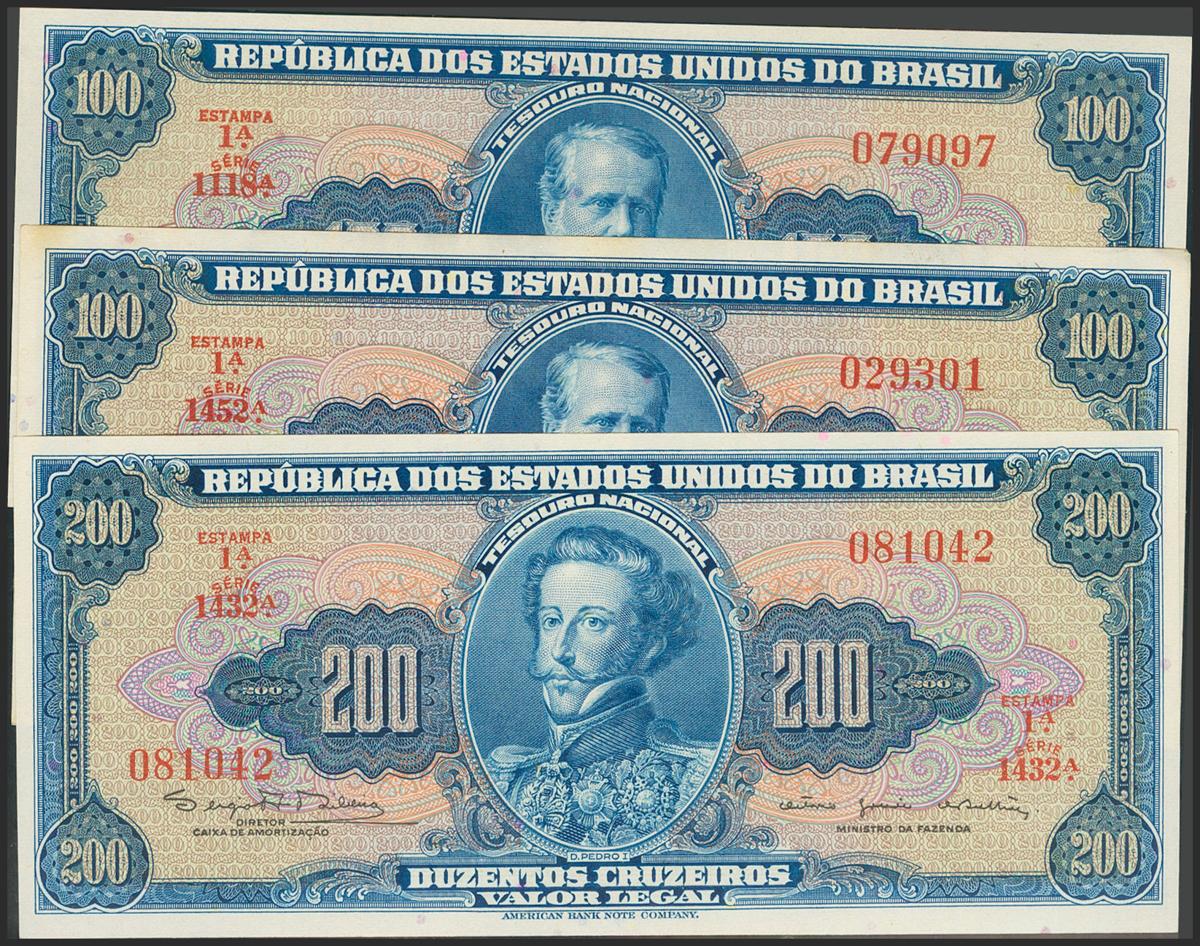 REPÚBLICA DOS ESTADOS UNIDOS DO BRASIL
100 100
TESOURO NACIONAL
ESTAMPA
1A.
SÉRIE
1118A.
079097
REPÚBLICA DOS ESTADOS UNIDOS DO BRASIL
100 100
TESOURO NACIONAL
ESTAMPA
1A.
SÉRIE
1452A.
029301
REPÚBLICA DOS ESTADOS UNIDOS DO BRASIL
200 200
TESOURO NACIONAL
ESTAMPA
1A.
SÉRIE
1432A.
081042
200 200
200 200
ESTAMPA
1A.
SÉRIE
1432A.
081042
DIRETOR
CAIXA DE AMORTIZAÇÃO
MINISTRO DA FAZENDA
D. PEDRO I
200 200
DUZENTOS CRUZEIROS
VALOR LEGAL
AMERICAN BANK NOTE COMPANY.